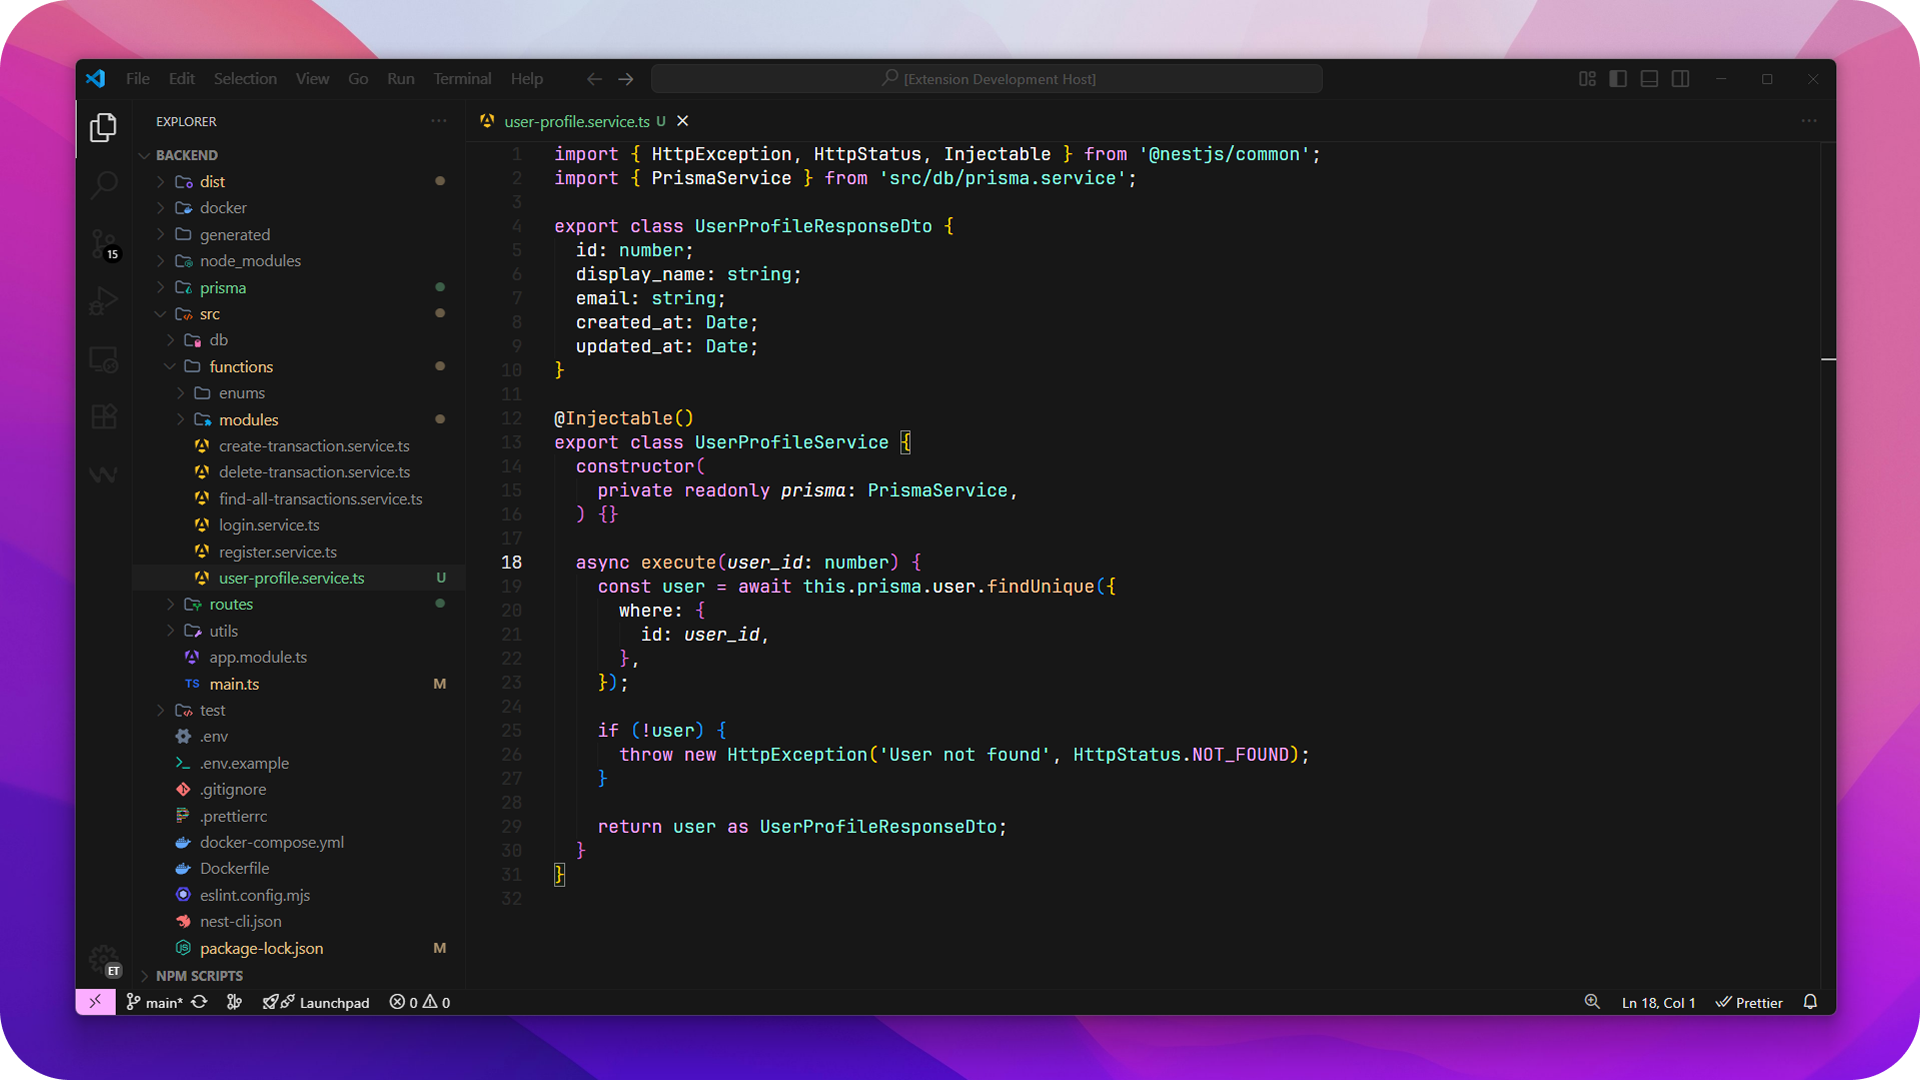 File Edit Selection View Go Run Terminal Help
[Extension Development Host]
EXPLORER
BACKEND
dist
docker
generated
node_modules
prisma
src
db
functions
enums
modules
create-transaction.service.ts
delete-transaction.service.ts
find-all-transactions.service.ts
login.service.ts
register.service.ts
user-profile.service.ts U
routes
utils
app.module.ts
TS main.ts M
test
.env
.env.example
.gitignore
.prettierrc
docker-compose.yml
Dockerfile
eslint.config.mjs
nest-cli.json
package-lock.json M
NPM SCRIPTS
15
ET
user-profile.service.ts U
1 import { HttpException, HttpStatus, Injectable } from '@nestjs/common';
2 import { PrismaService } from 'src/db/prisma.service';
3
4 export class UserProfileResponseDto {
5 id: number;
6 display_name: string;
7 email: string;
8 created_at: Date;
9 updated_at: Date;
10 }
11
12 @Injectable()
13 export class UserProfileService {
14 constructor(
15 private readonly prisma: PrismaService,
16 ) {}
17
18 async execute(user_id: number) {
19 const user = await this.prisma.user.findUnique({
20 where: {
21 id: user_id,
22 },
23 });
24
25 if (!user) {
26 throw new HttpException('User not found', HttpStatus.NOT_FOUND);
27 }
28
29 return user as UserProfileResponseDto;
30 }
31 }
32
main* Launchpad 0 0
Ln 18, Col 1 Prettier